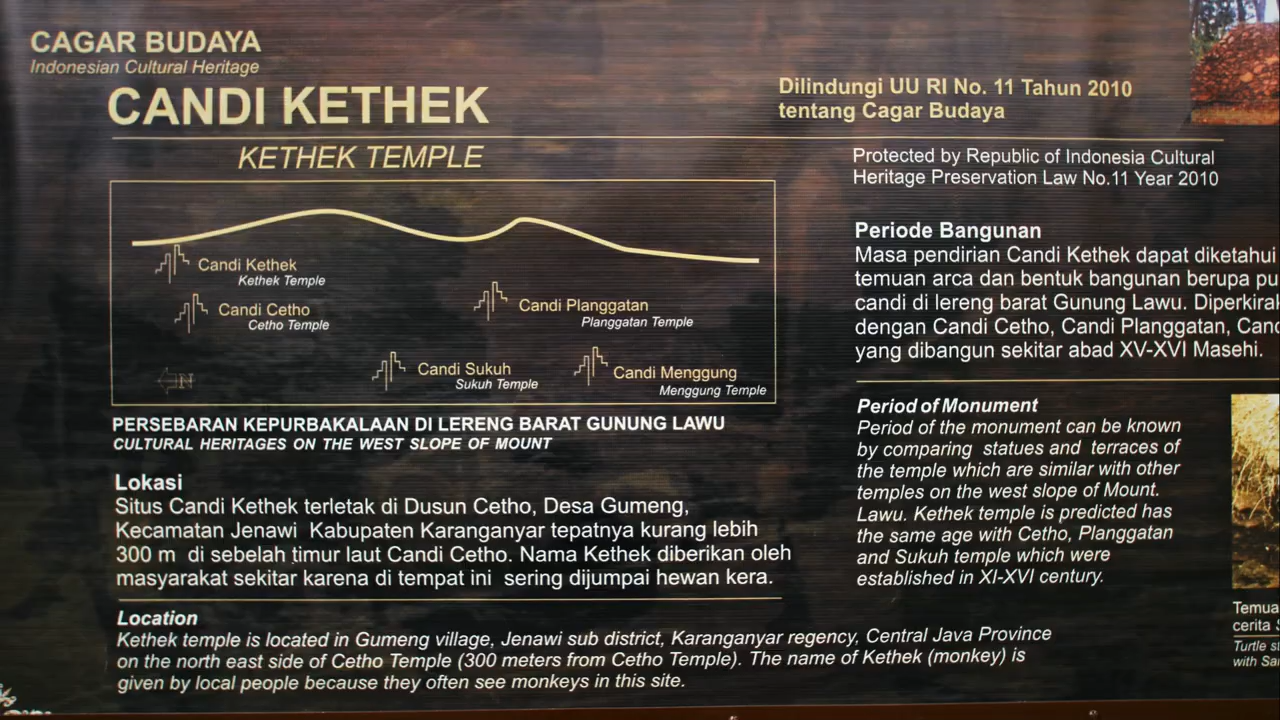 CAGAR BUDAYA
Indonesian Cultural Heritage
CANDI KETHEK
KETHEK TEMPLE
Dilindungi UU RI No. 11 Tahun 2010
tentang Cagar Budaya
Protected by Republic of Indonesia Cultural
Heritage Preservation Law No.11 Year 2010
Candi Kethek
Kethek Temple
Candi Cetho
Cetho Temple
Candi Planggatan
Planggatan Temple
Candi Sukuh
Sukuh Temple
Candi Menggung
Menggung Temple
N
PERSEBARAN KEPURBAKALAAN DI LERENG BARAT GUNUNG LAWU
CULTURAL HERITAGES ON THE WEST SLOPE OF MOUNT
Lokasi
Situs Candi Kethek terletak di Dusun Cetho, Desa Gumeng,
Kecamatan Jenawi Kabupaten Karanganyar tepatnya kurang lebih
300 m di sebelah timur laut Candi Cetho. Nama Kethek diberikan oleh
masyarakat sekitar karena di tempat ini sering dijumpai hewan kera.
Location
Kethek temple is located in Gumeng village, Jenawi sub district, Karanganyar regency, Central Java Province
on the north east side of Cetho Temple (300 meters from Cetho Temple). The name of Kethek (monkey) is
given by local people because they often see monkeys in this site.
Periode Bangunan
Masa pendirian Candi Kethek dapat diketahui
temuan arca dan bentuk bangunan berupa pu
candi di lereng barat Gunung Lawu. Diperkira
dengan Candi Cetho, Candi Planggatan, Can
yang dibangun sekitar abad XV-XVI Masehi.
Period of Monument
Period of the monument can be known
by comparing statues and terraces of
the temple which are similar with other
temples on the west slope of Mount.
Lawu. Kethek temple is predicted has
the same age with Cetho, Planggatan
and Sukuh temple which were
established in XI-XVI century.
Temua
cerita
Turtle s
with Sa